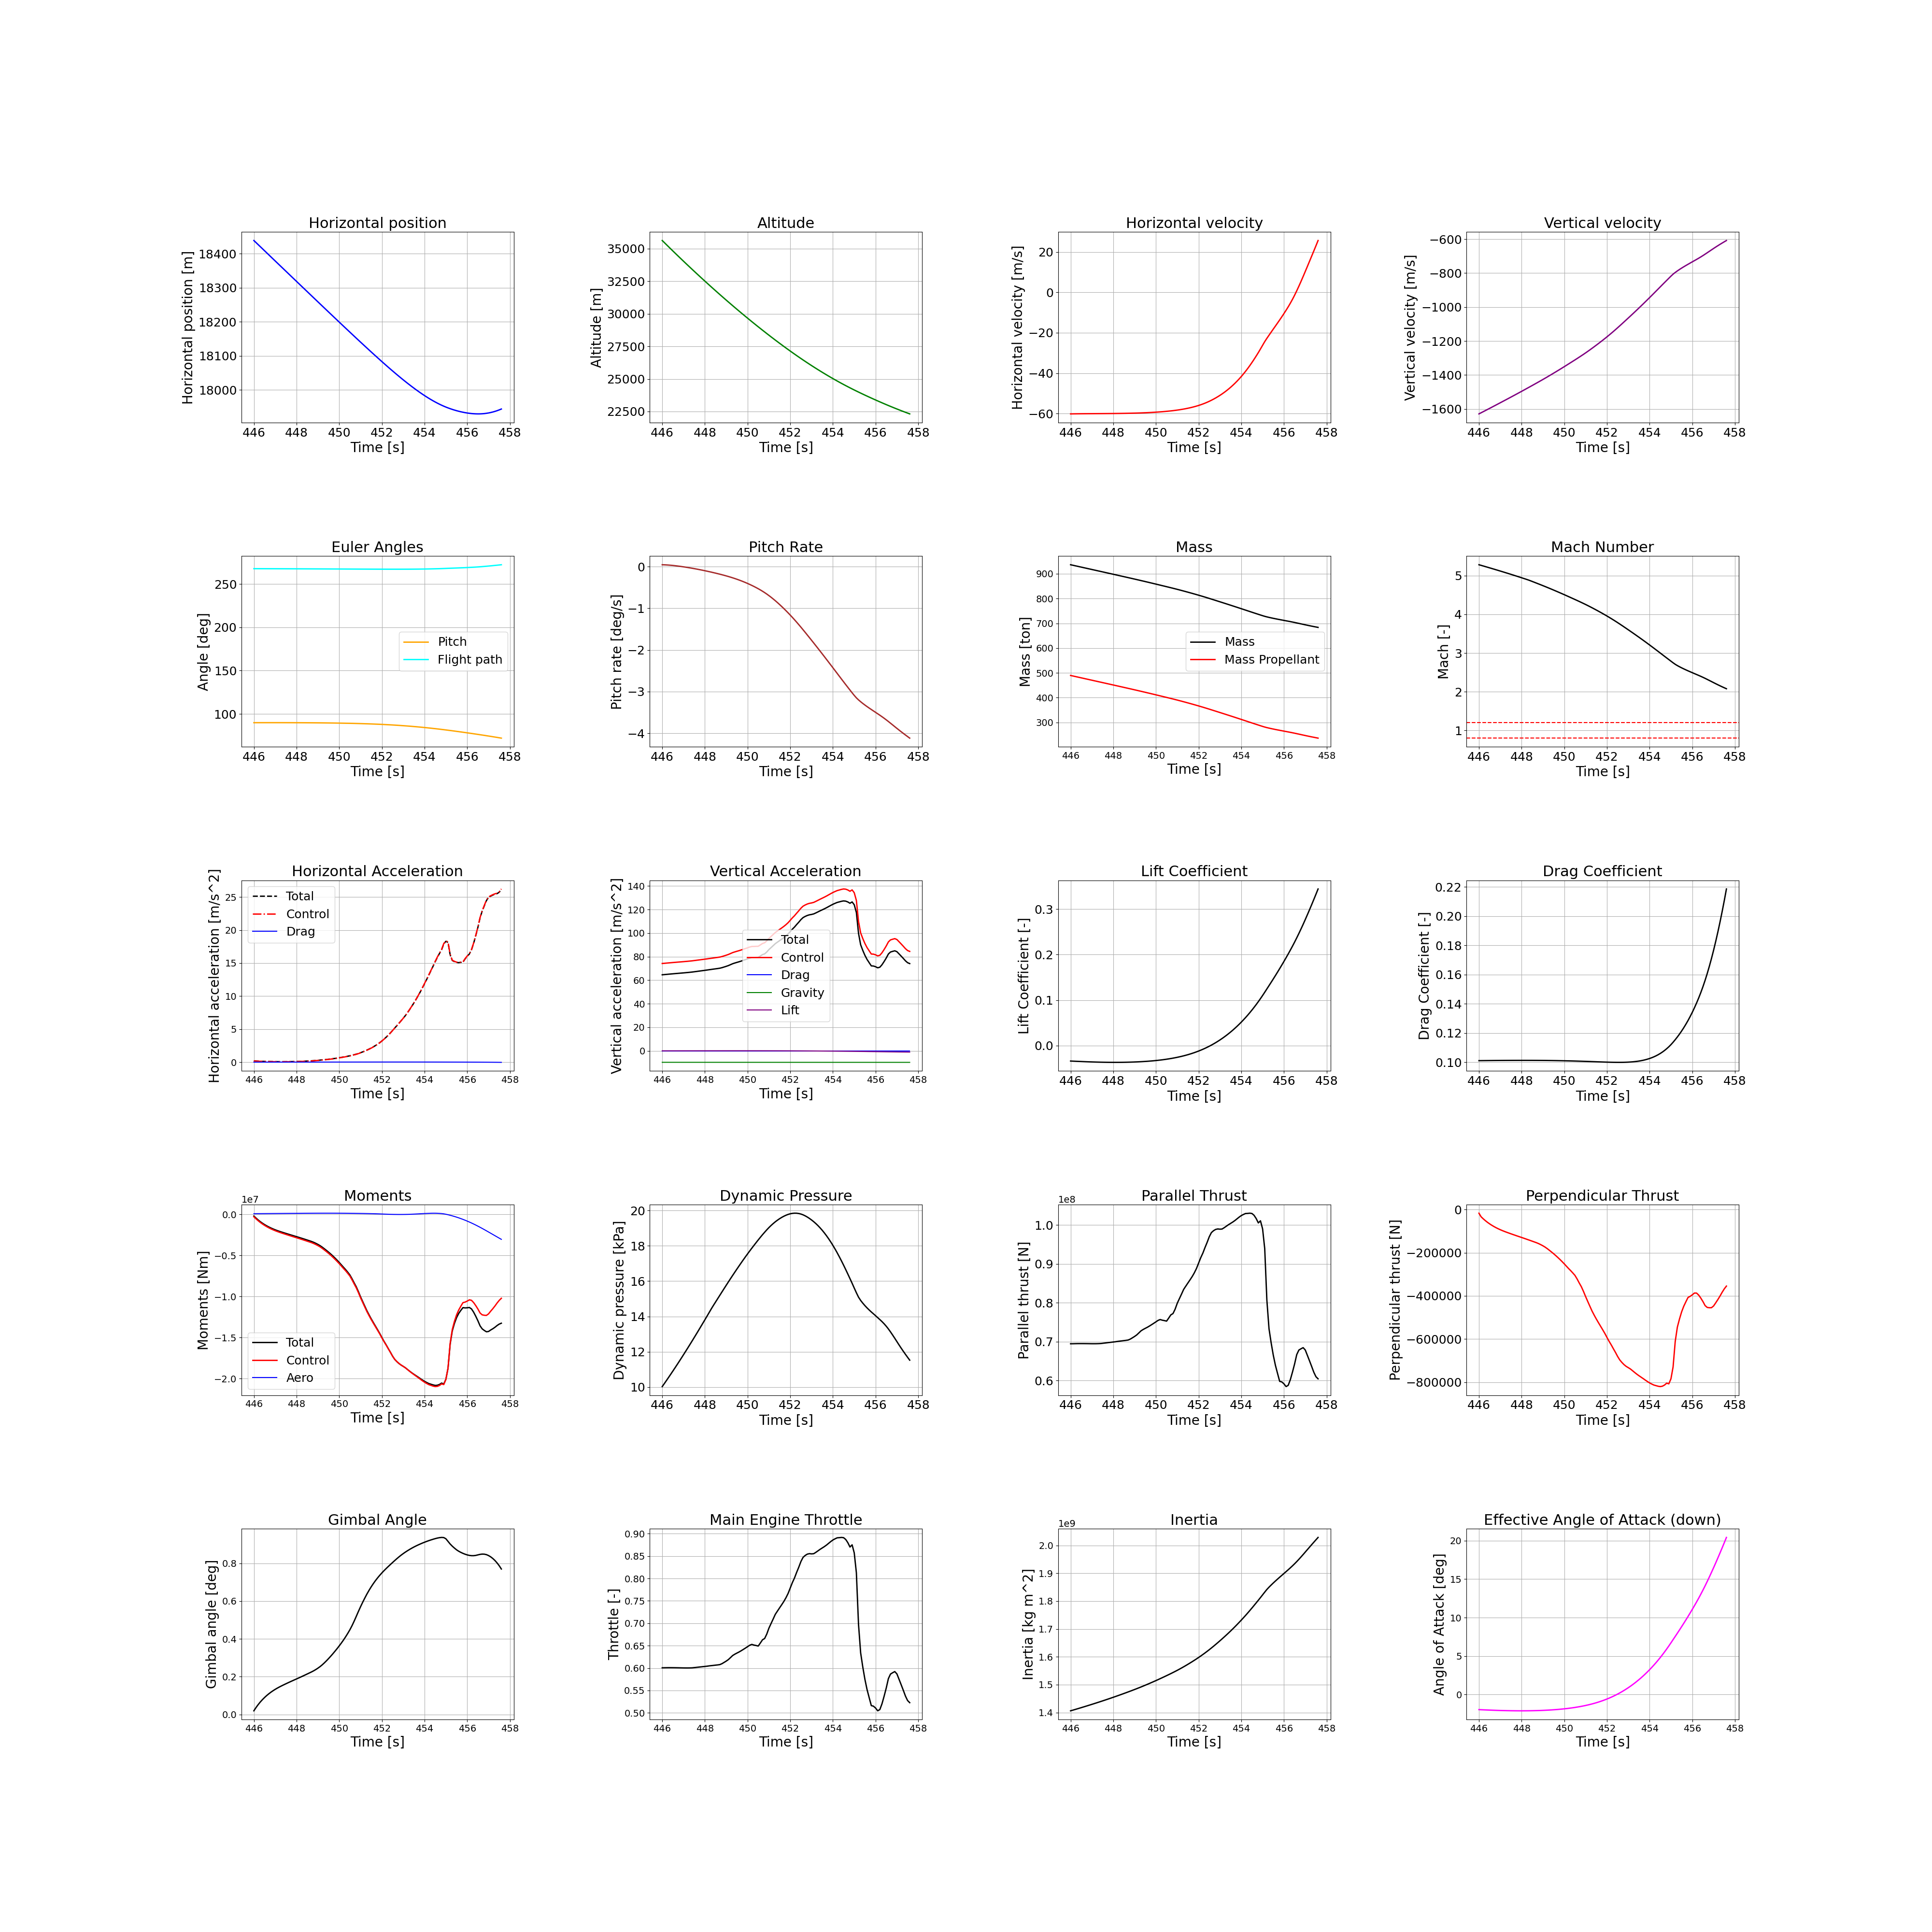 Horizontal position
Horizontal position [m]
18400
18300
18200
18100
18000
446 448 450 452 454 456 458
Time [s]
Altitude
Altitude [m]
35000
32500
30000
27500
25000
22500
446 448 450 452 454 456 458
Time [s]
Horizontal velocity
Horizontal velocity [m/s]
20
0
−20
−40
−60
446 448 450 452 454 456 458
Time [s]
Vertical velocity
Vertical velocity [m/s]
−600
−800
−1000
−1200
−1400
−1600
446 448 450 452 454 456 458
Time [s]
Euler Angles
Angle [deg]
250
200
150
100
Pitch
Flight path
446 448 450 452 454 456 458
Time [s]
Pitch Rate
Pitch rate [deg/s]
0
−1
−2
−3
−4
446 448 450 452 454 456 458
Time [s]
Mass
Mass [ton]
900
800
700
600
500
400
300
Mass
Mass Propellant
446 448 450 452 454 456 458
Time [s]
Mach Number
Mach [-]
5
4
3
2
1
446 448 450 452 454 456 458
Time [s]
Horizontal Acceleration
Horizontal acceleration [m/s^2]
25
20
15
10
5
0
Total
Control
Drag
446 448 450 452 454 456 458
Time [s]
Vertical Acceleration
Vertical acceleration [m/s^2]
140
120
100
80
60
40
20
0
Total
Control
Drag
Gravity
Lift
446 448 450 452 454 456 458
Time [s]
Lift Coefficient
Lift Coefficient [-]
0.3
0.2
0.1
0.0
446 448 450 452 454 456 458
Time [s]
Drag Coefficient
Drag Coefficient [-]
0.22
0.20
0.18
0.16
0.14
0.12
0.10
446 448 450 452 454 456 458
Time [s]
Moments
1e7
Moments [Nm]
0.0
−0.5
−1.0
−1.5
−2.0
Total
Control
Aero
446 448 450 452 454 456 458
Time [s]
Dynamic Pressure
Dynamic pressure [kPa]
20
18
16
14
12
10
446 448 450 452 454 456 458
Time [s]
Parallel Thrust
1e8
Parallel thrust [N]
1.0
0.9
0.8
0.7
0.6
446 448 450 452 454 456 458
Time [s]
Perpendicular Thrust
Perpendicular thrust [N]
0
−200000
−400000
−600000
−800000
446 448 450 452 454 456 458
Time [s]
Gimbal Angle
Gimbal angle [deg]
0.8
0.6
0.4
0.2
0.0
446 448 450 452 454 456 458
Time [s]
Main Engine Throttle
Throttle [-]
0.90
0.85
0.80
0.75
0.70
0.65
0.60
0.55
0.50
446 448 450 452 454 456 458
Time [s]
Inertia
1e9
Inertia [kg m^2]
2.0
1.9
1.8
1.7
1.6
1.5
1.4
446 448 450 452 454 456 458
Time [s]
Effective Angle of Attack (down)
Angle of Attack [deg]
20
15
10
5
0
446 448 450 452 454 456 458
Time [s]